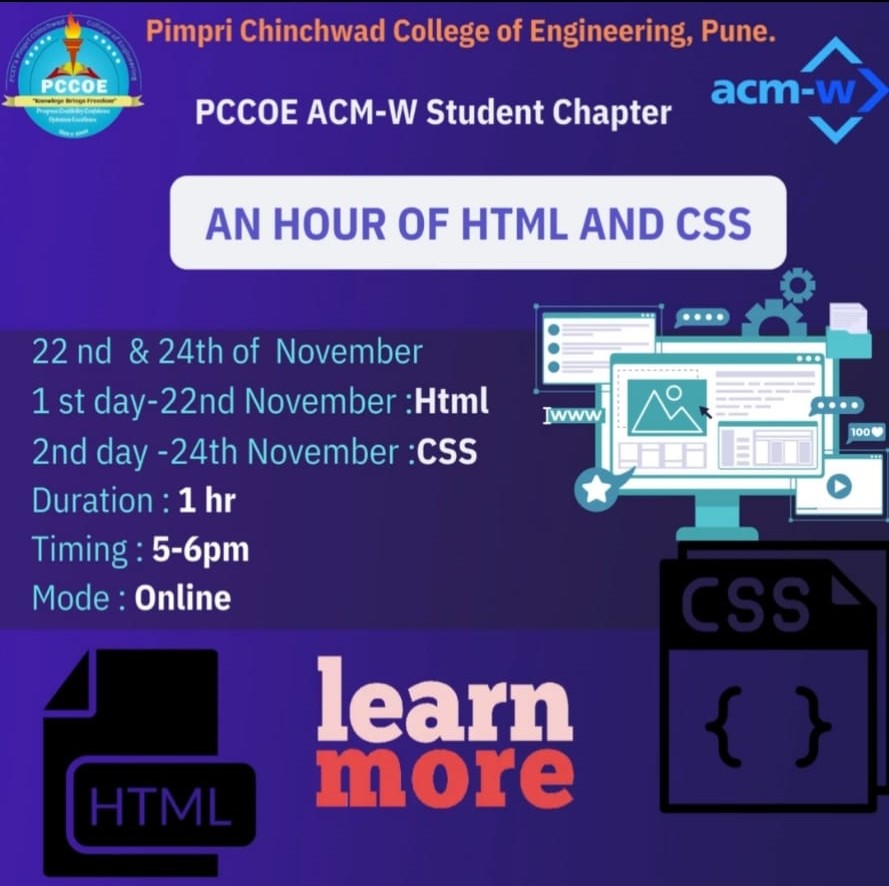 Pimpri Chinchwad College of Engineering, Pune.
PCCOE
"Knowledge Brings Freedom"
acm-w
PCCOE ACM-W Student Chapter
AN HOUR OF HTML AND CSS
22 nd & 24th of November
1 st day-22nd November :Html
2nd day -24th November :CSS
Duration : 1 hr
Timing : 5-6pm
Mode : Online
WWW
100
CSS
{ }
learn
more
HTML